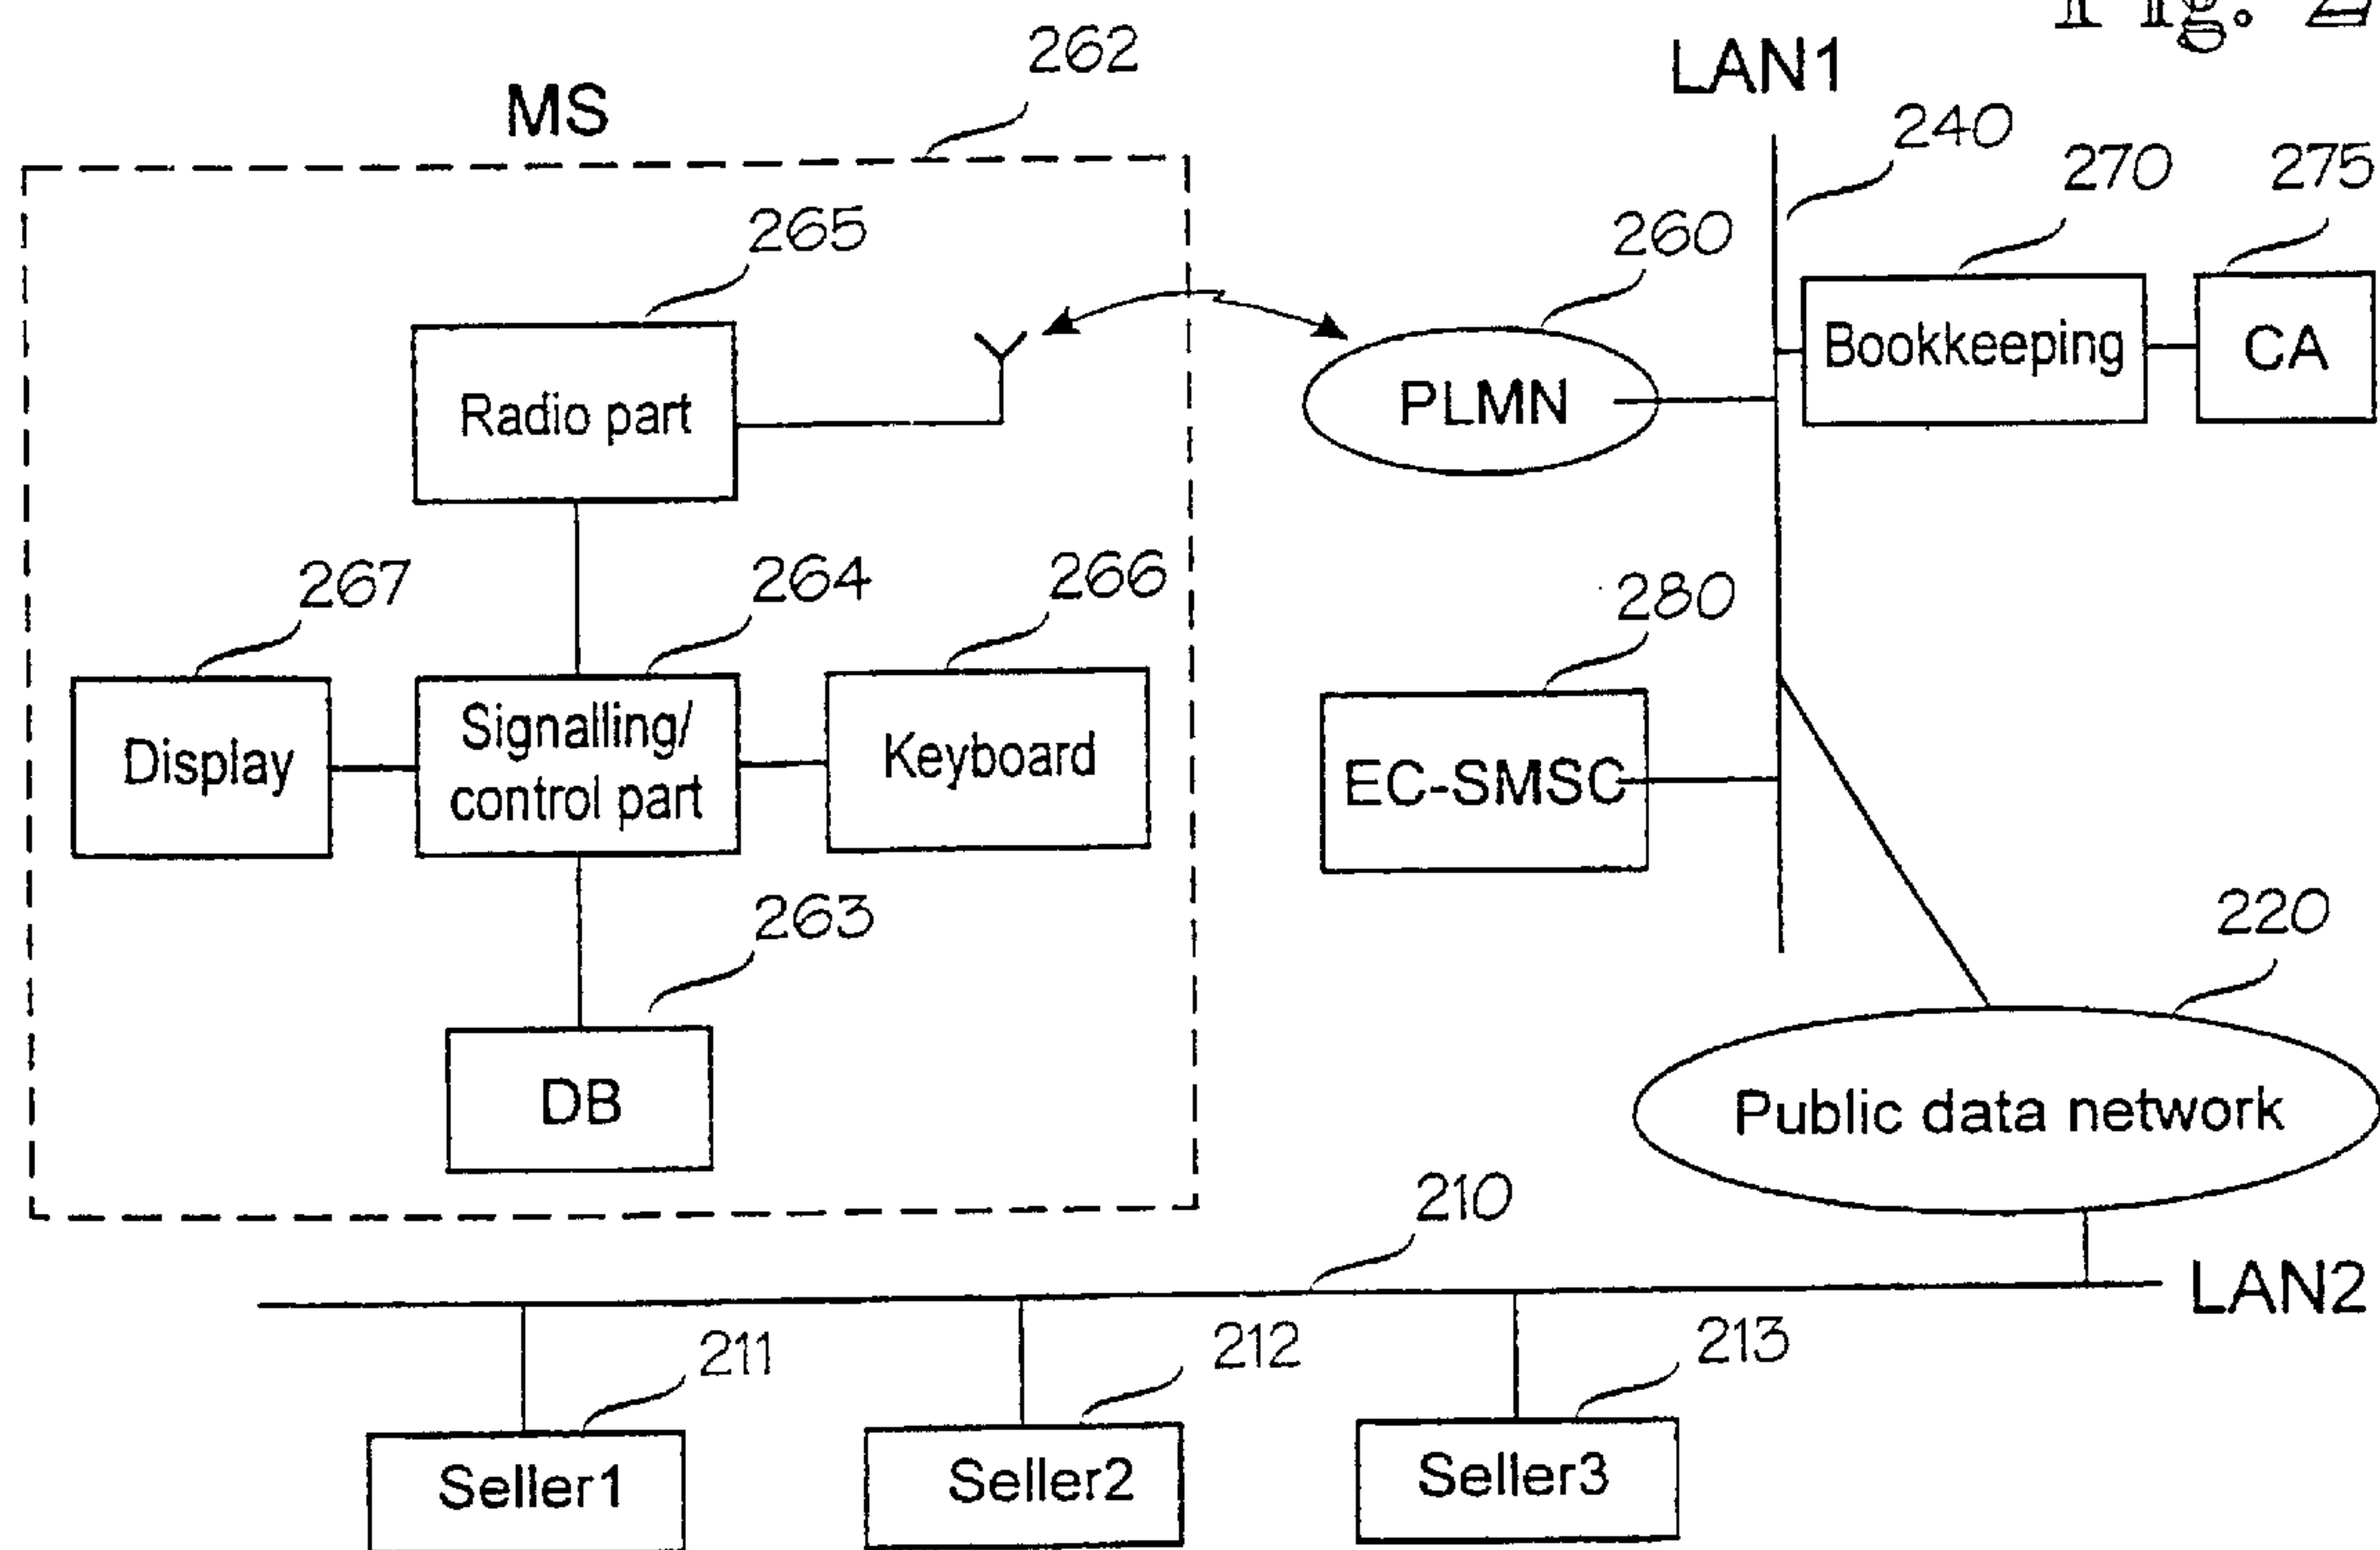 Fig. 2
LAN1
262
MS
240
270
275
265
260
Radio part
PLMN
Bookkeeping
CA
267
264
266
280
Display
Signalling/
control part
Keyboard
EC-SMSC
263
220
DB
Public data network
210
LAN2
211
212
213
Seller1
Seller2
Seller3